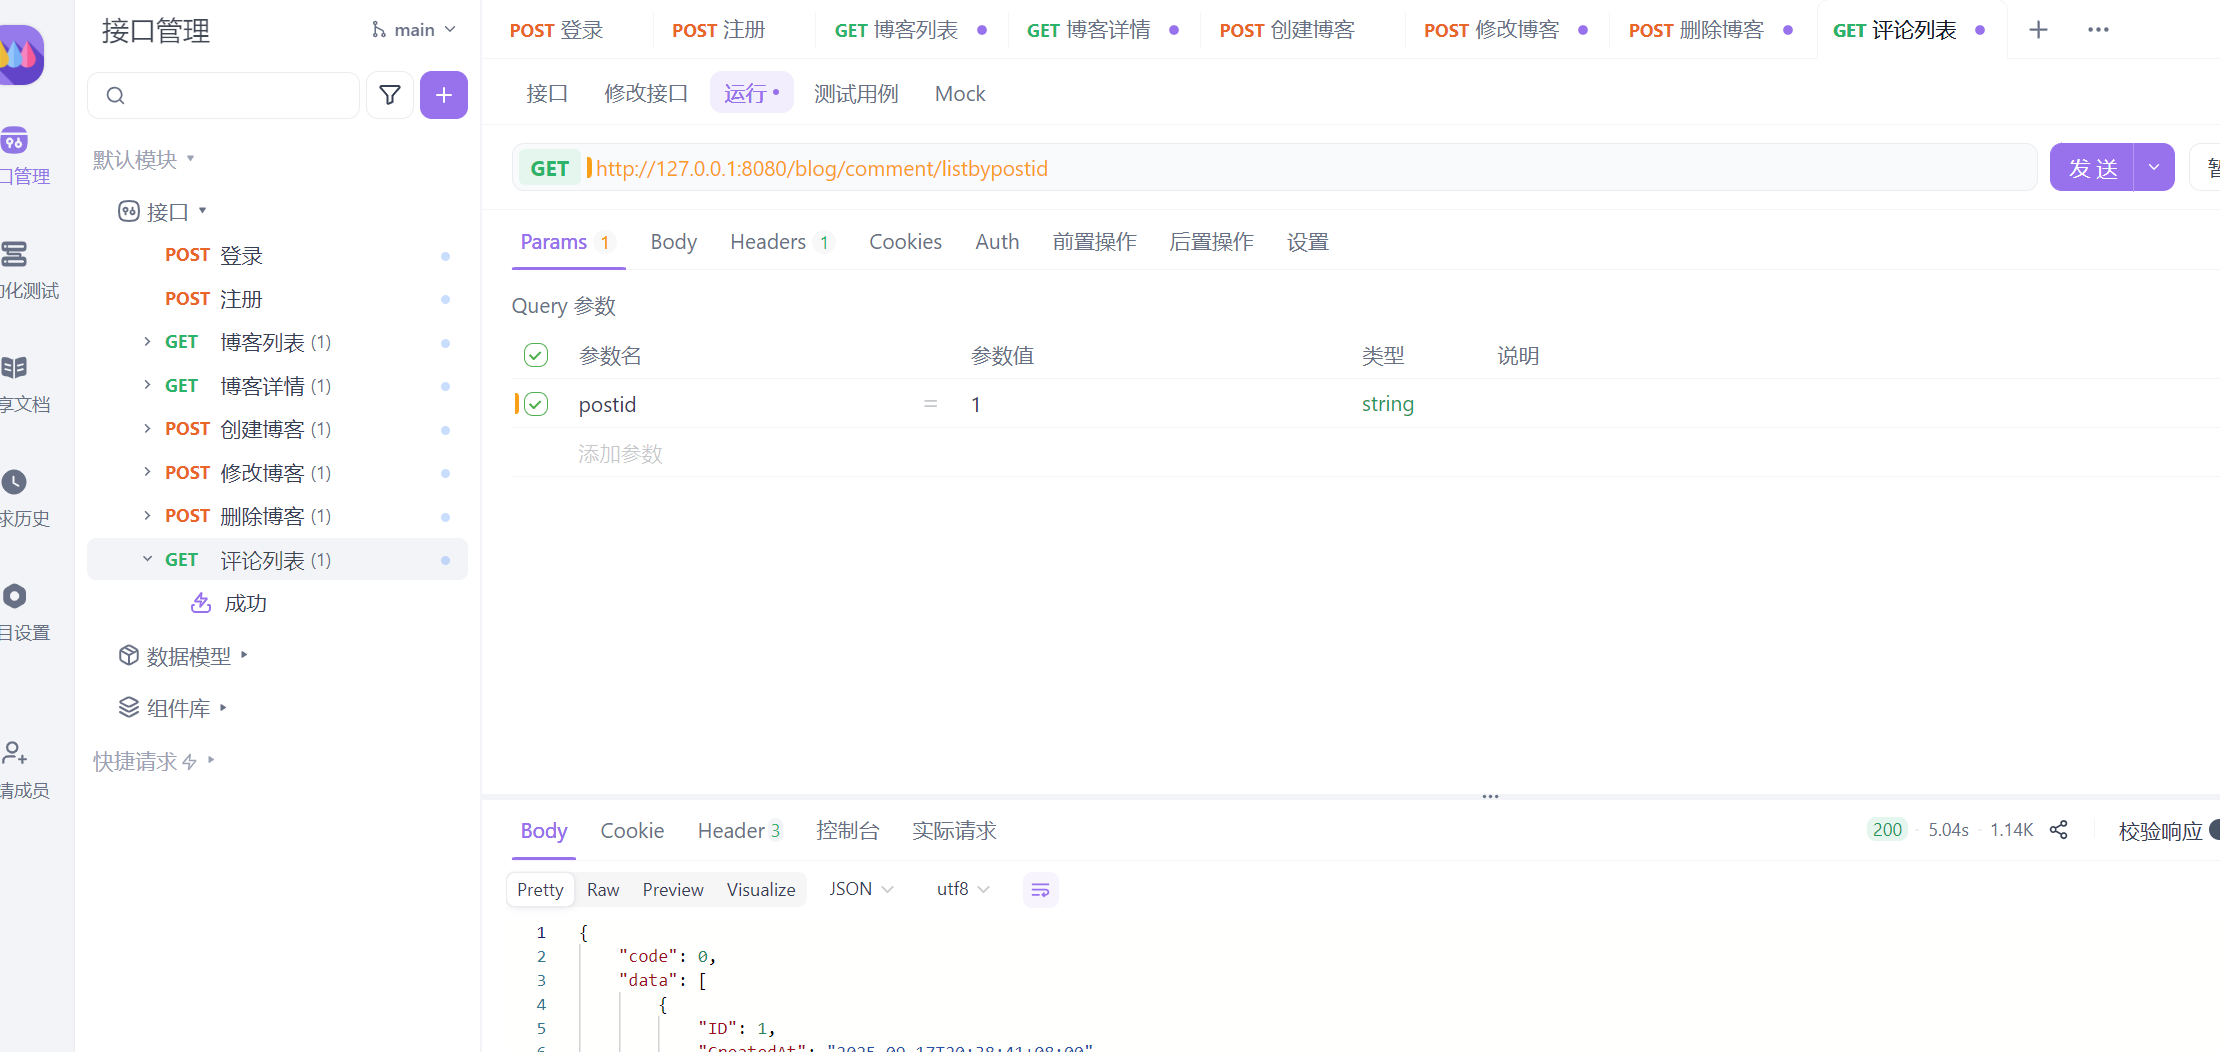 接口管理
main
POST 登录
POST 注册
GET 博客列表
GET 博客详情
POST 创建博客
POST 修改博客
POST 删除博客
GET 评论列表
接口
修改接口
运行
测试用例
Mock
口管理
化测试
享文档
求历史
目设置
请成员
默认模块
接口
POST 登录
POST 注册
GET 博客列表 (1)
GET 博客详情 (1)
POST 创建博客 (1)
POST 修改博客 (1)
POST 删除博客 (1)
GET 评论列表 (1)
成功
数据模型
组件库
快捷请求
GET http://127.0.0.1:8080/blog/comment/listbypostid
发 送
Params 1
Body
Headers 1
Cookies
Auth
前置操作
后置操作
设置
Query 参数
参数名 参数值 类型 说明
postid = 1 string
添加参数
Body
Cookie
Header 3
控制台
实际请求
200 · 5.04s · 1.14K
校验响应
Pretty
Raw
Preview
Visualize
JSON
utf8
1 {
2 "code": 0,
3 "data": [
4 {
5 "ID": 1,
6 "CreatedAt": "2025-09-17T20:38:41+08:00"